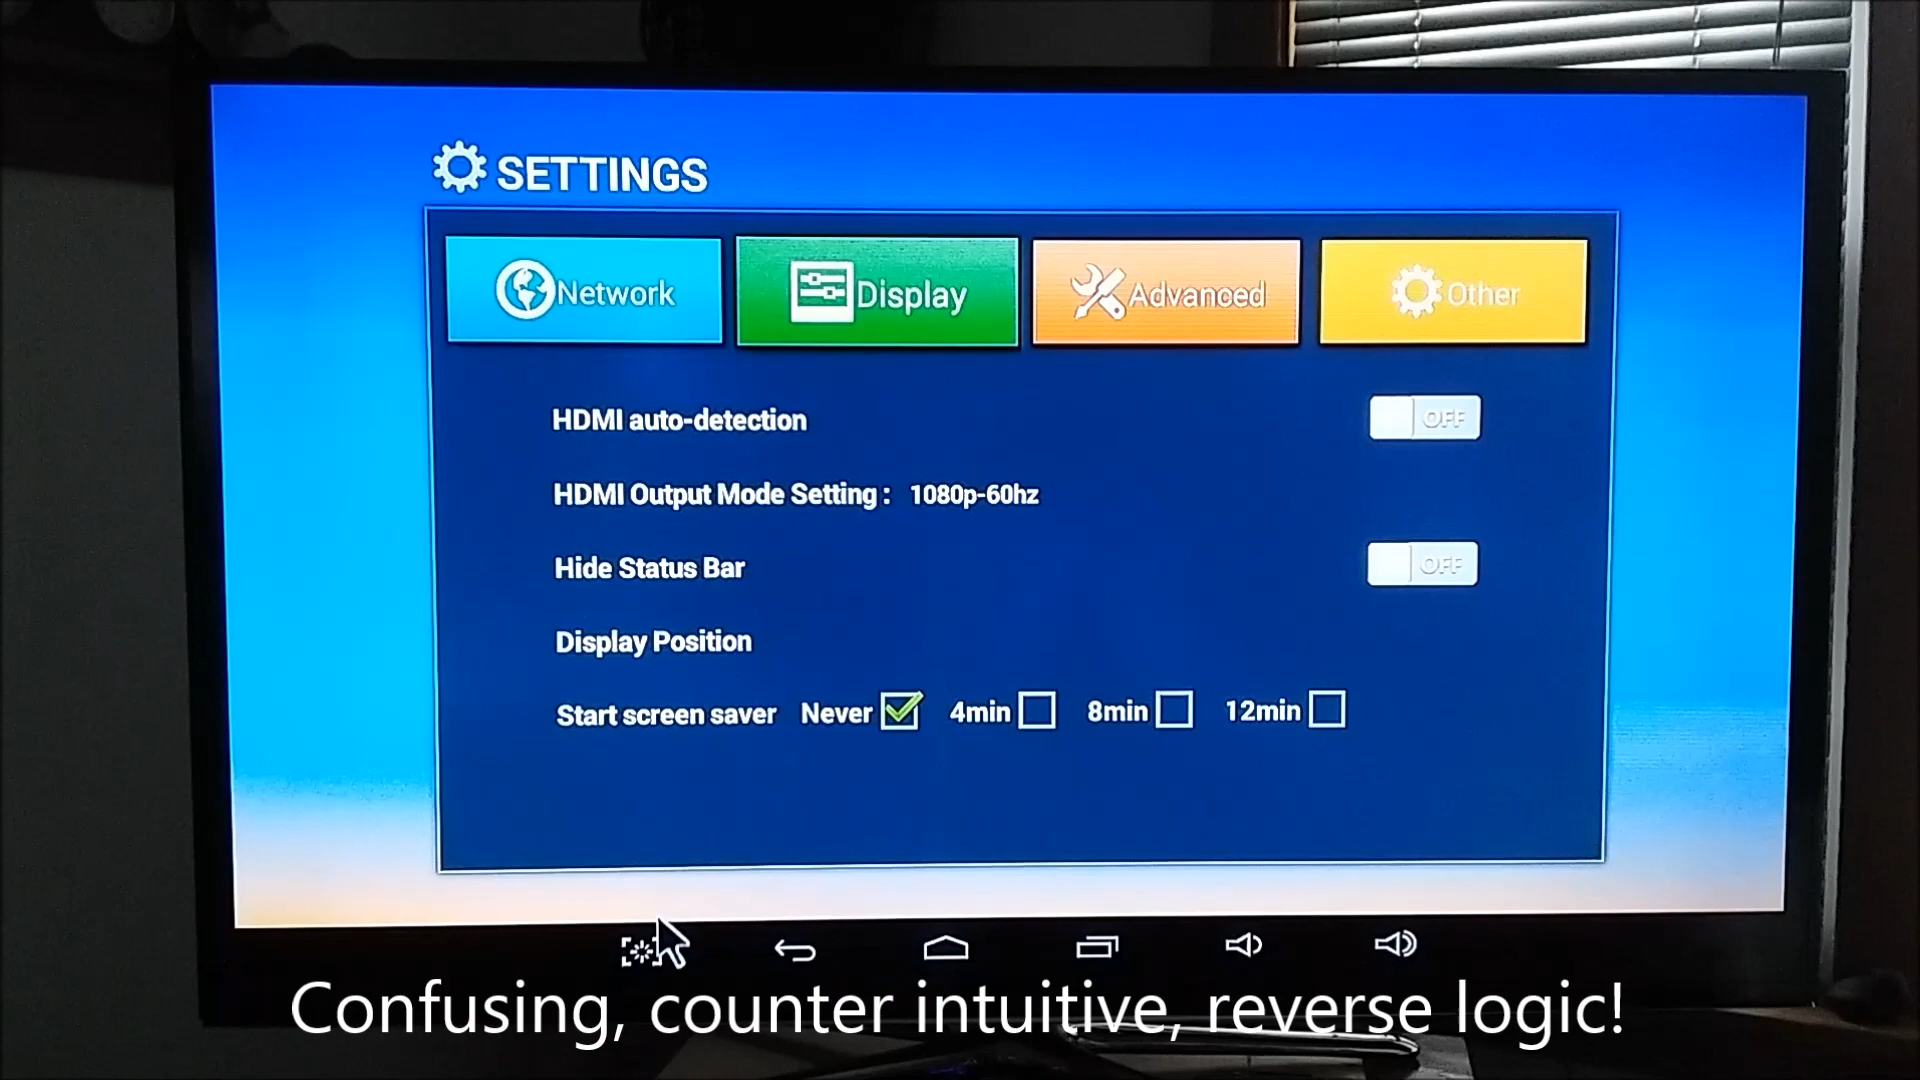 SETTINGS
Network Display Advanced Other
HDMI auto-detection OFF
HDMI Output Mode Setting : 1080p-60hz
Hide Status Bar OFF
Display Position
Start screen saver Never 4min 8min 12min
Confusing, counter intuitive, reverse logic!